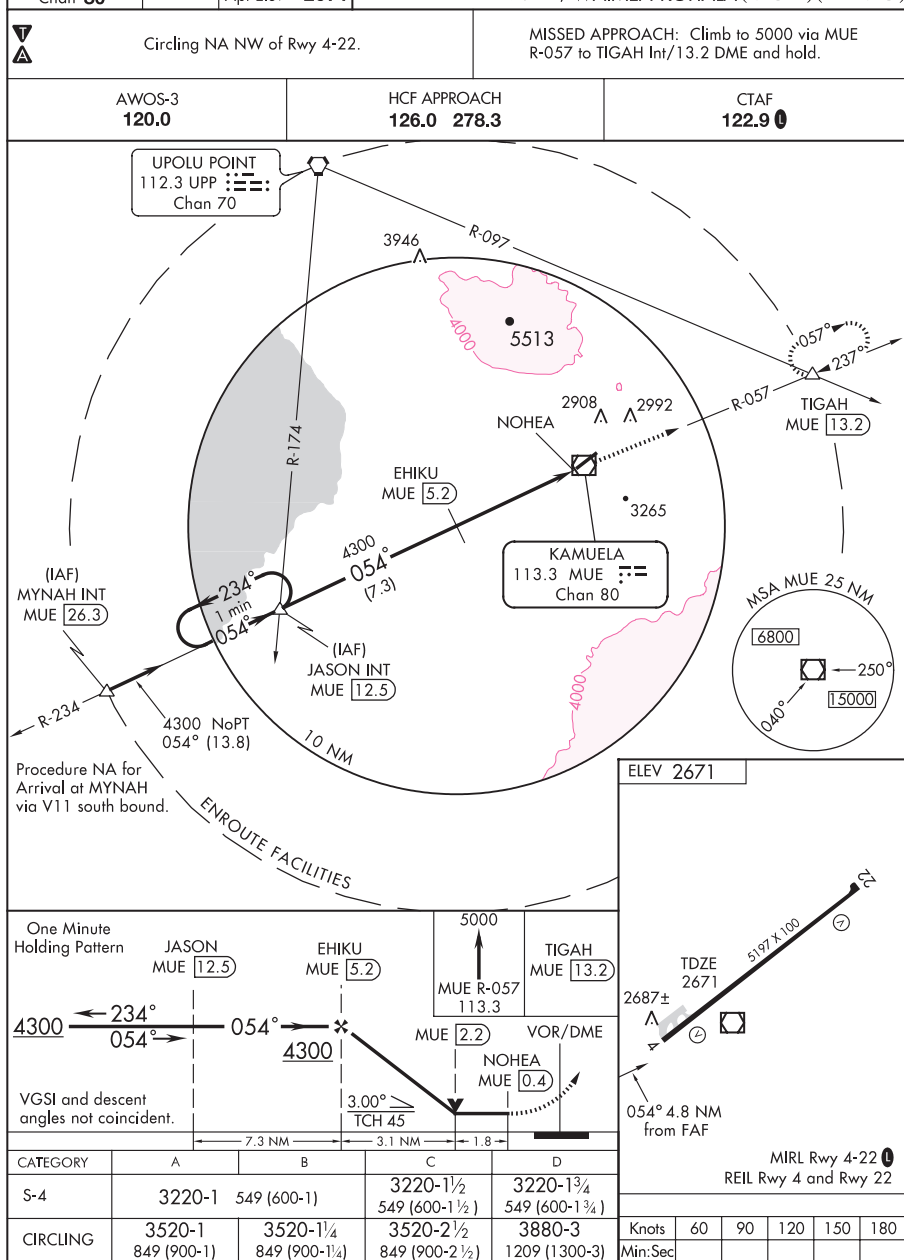 Circling NA NW of Rwy 4-22.
MISSED APPROACH: Climb to 5000 via MUE
R-057 to TIGAH Int/13.2 DME and hold.
T
A
AWOS-3
120.0
HCF APPROACH
126.0 278.3
CTAF
122.9 L
UPOLU POINT
112.3 UPP
Chan 70
3946
R-097
4000
5513
057°
237°
R-057
TIGAH
MUE 13.2
2908
2992
NOHEA
R-174
EHIKU
MUE 5.2
3265
4300
054°
(7.3)
KAMUELA
113.3 MUE
Chan 80
(IAF)
MYNAH INT
MUE 26.3
234°
1 min
054°
(IAF)
JASON INT
MUE 12.5
MSA MUE 25 NM
6800
250°
15000
040°
4000
R-234
4300 NoPT
054° (13.8)
10 NM
Procedure NA for
Arrival at MYNAH
via V11 south bound.
ENROUTE FACILITIES
ELEV 2671
22
5197 X 100
V
TDZE
2671
2687±
V
4
054° 4.8 NM
from FAF
MIRL Rwy 4-22 L
REIL Rwy 4 and Rwy 22
Knots 60 90 120 150 180
Min:Sec
One Minute
Holding Pattern
JASON
MUE 12.5
EHIKU
MUE 5.2
5000
MUE R-057
113.3
TIGAH
MUE 13.2
4300
234°
054°
054°
4300
MUE 2.2
VOR/DME
NOHEA
MUE 0.4
VGSI and descent
angles not coincident.
3.00°
TCH 45
7.3 NM 3.1 NM 1.8
CATEGORY A B C D
S-4 3220-1 549 (600-1) 3220-1½ 549 (600-1½) 3220-1¾ 549 (600-1¾)
CIRCLING 3520-1 849 (900-1) 3520-1¼ 849 (900-1¼) 3520-2½ 849 (900-2½) 3880-3 1209 (1300-3)